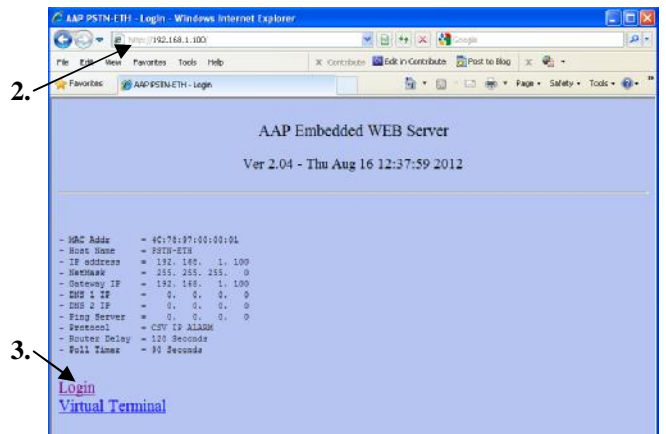 AAP PSTN-ETH - Login - Windows Internet Explorer
http://192.168.1.100/
Google
File Edit View Favorites Tools Help
X Contribute Edit in Contribute Post to Blog
2.
Favorites AAP PSTN-ETH - Login
Page Safety Tools
AAP Embedded WEB Server
Ver 2.04 - Thu Aug 16 12:37:59 2012
- MAC Addr = 4C:78:97:00:00:01
- Host Name = PSTN-ETH
- IP address = 192. 168. 1. 100
- NetMask = 255. 255. 255. 0
- Gateway IP = 192. 168. 1. 100
- DNS 1 IP = 0. 0. 0. 0
- DNS 2 IP = 0. 0. 0. 0
- Ping Server = 0. 0. 0. 0
- Protocol = CSV IP ALARM
- Router Delay = 120 Seconds
- Poll Timer = 90 Seconds
3.
Login
Virtual Terminal